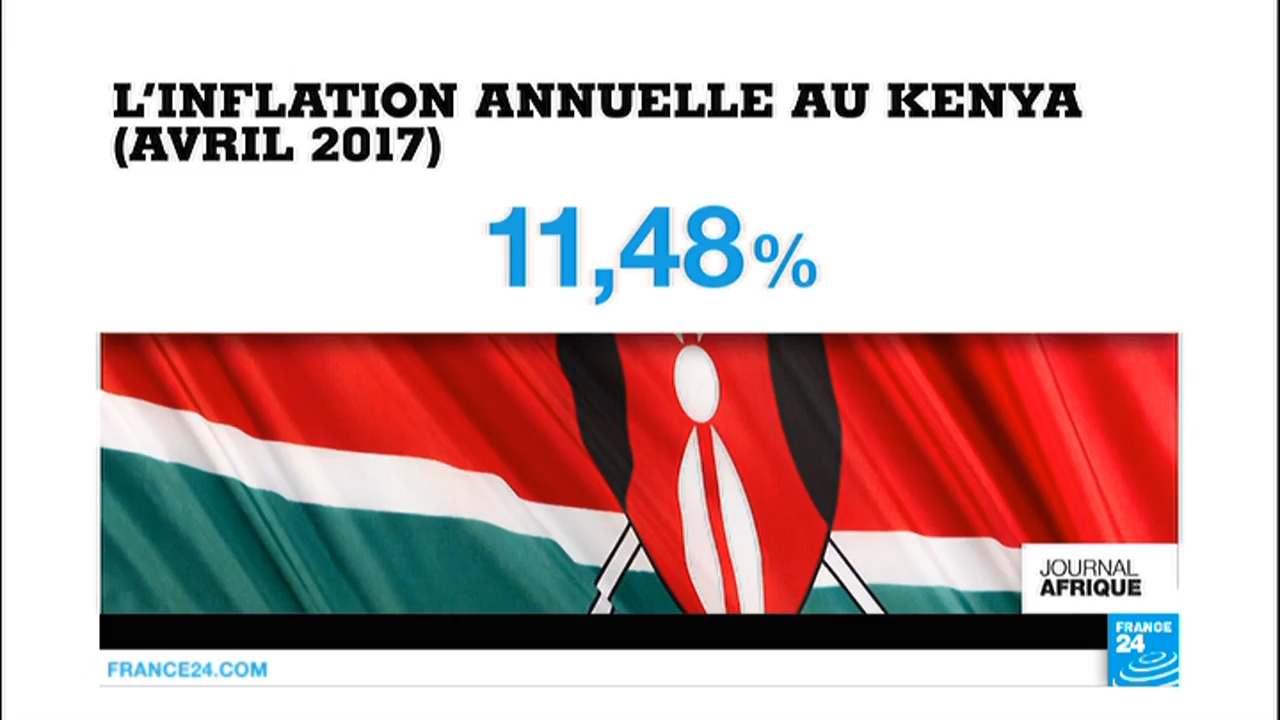 L'INFLATION ANNUELLE AU KENYA
(AVRIL 2017)
11,48%
JOURNAL
AFRIQUE
FRANCE
24
FRANCE24.COM